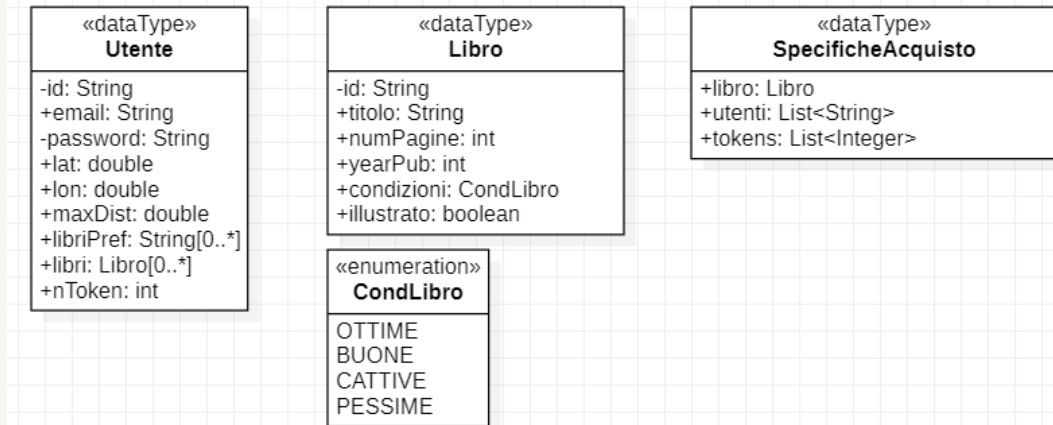 «dataType»
Utente
-id: String
+email: String
-password: String
+lat: double
+lon: double
+maxDist: double
+libriPref: String[0..*]
+libri: Libro[0..*]
+nToken: int
«dataType»
Libro
-id: String
+titolo: String
+numPagine: int
+yearPub: int
+condizioni: CondLibro
+illustrato: boolean
«enumeration»
CondLibro
OTTIME
BUONE
CATTIVE
PESSIME
«dataType»
SpecificheAcquisto
+libro: Libro
+utenti: List<String>
+tokens: List<Integer>